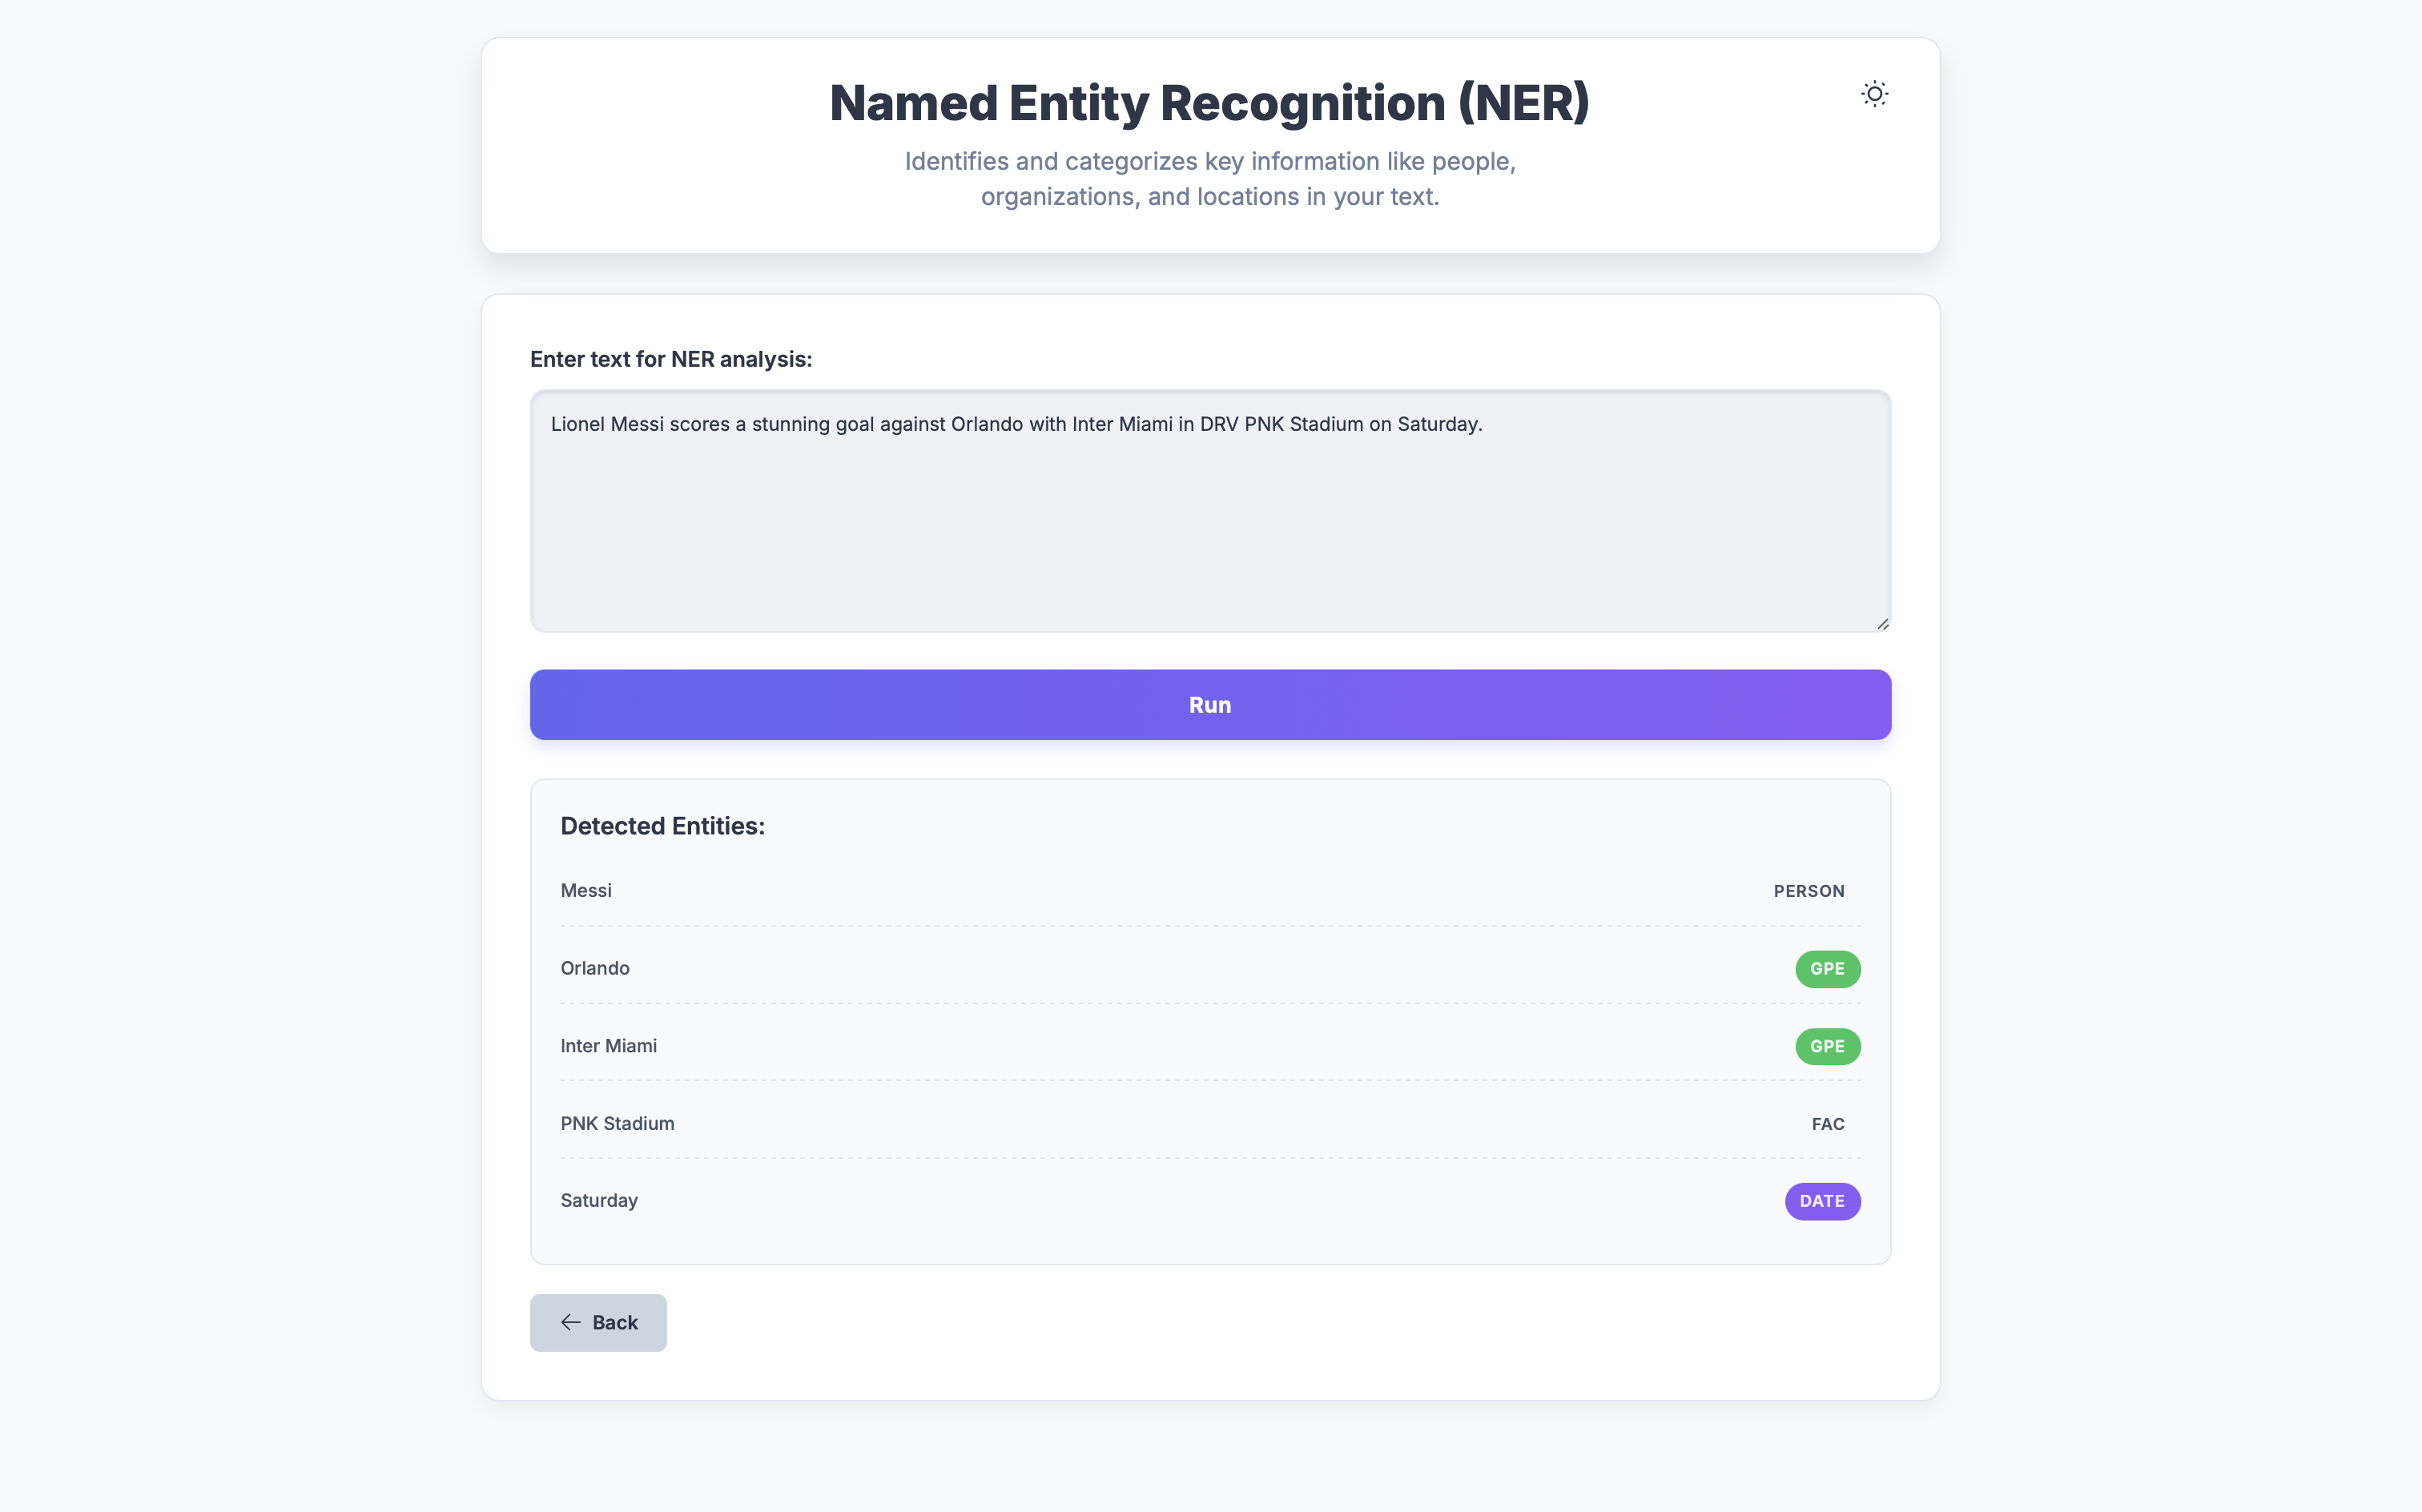 Named Entity Recognition (NER)
Identifies and categorizes key information like people,
organizations, and locations in your text.
Enter text for NER analysis:
Lionel Messi scores a stunning goal against Orlando with Inter Miami in DRV PNK Stadium on Saturday.
Run
Detected Entities:
Messi PERSON
Orlando GPE
Inter Miami GPE
PNK Stadium FAC
Saturday DATE
Back